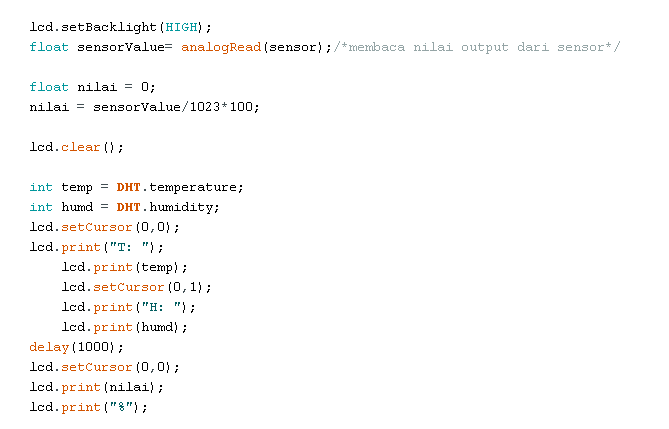 lcd.setBacklight(HIGH);
float sensorValue= analogRead(sensor);/*membaca nilai output dari sensor*/
float nilai = 0;
nilai = sensorValue/1023*100;
lcd.clear();
int temp = DHT.temperature;
int humd = DHT.humidity;
lcd.setCursor(0,0);
lcd.print("T: ");
lcd.print(temp);
lcd.setCursor(0,1);
lcd.print("H: ");
lcd.print(humd);
delay(1000);
lcd.setCursor(0,0);
lcd.print(nilai);
lcd.print("%");